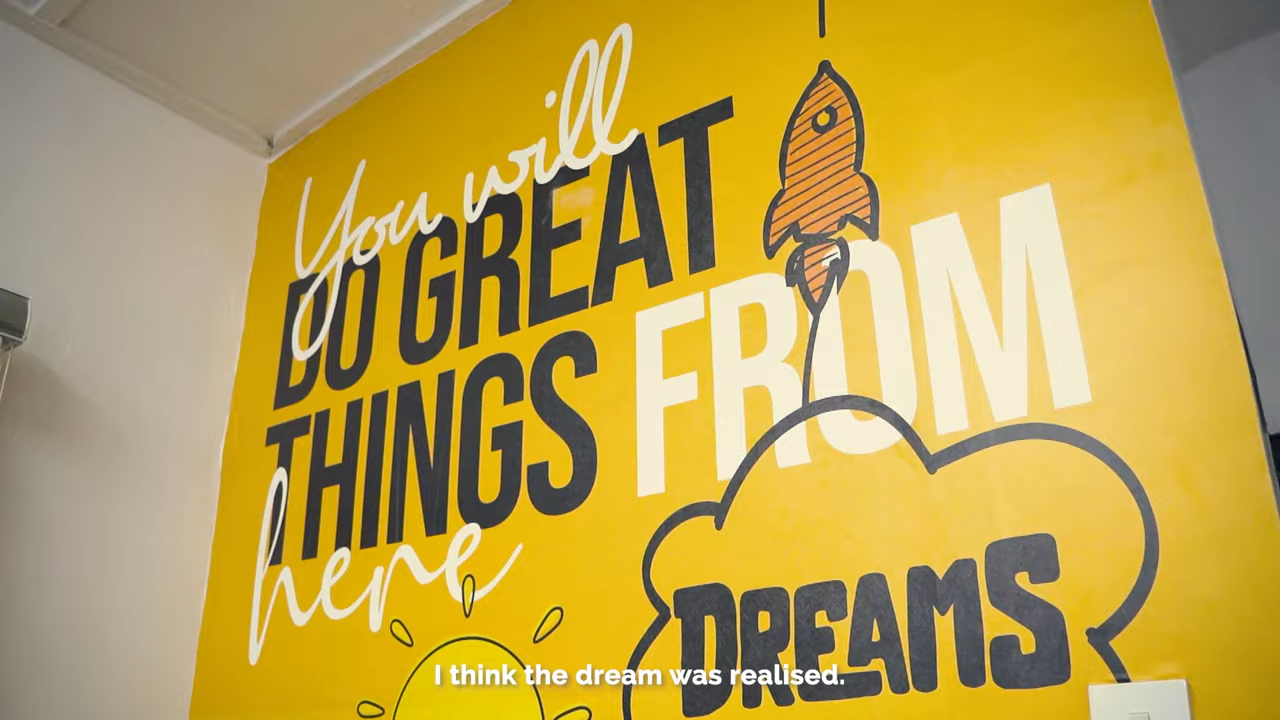 You will
DO GREAT
THINGS FROM
here
DREAMS
I think the dream was realised.